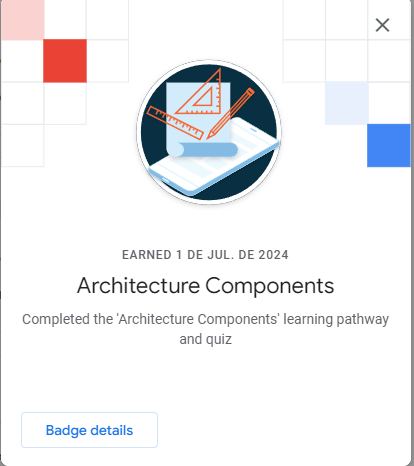 EARNED 1 DE JUL. DE 2024
Architecture Components
Completed the 'Architecture Components' learning pathway
and quiz
Badge details